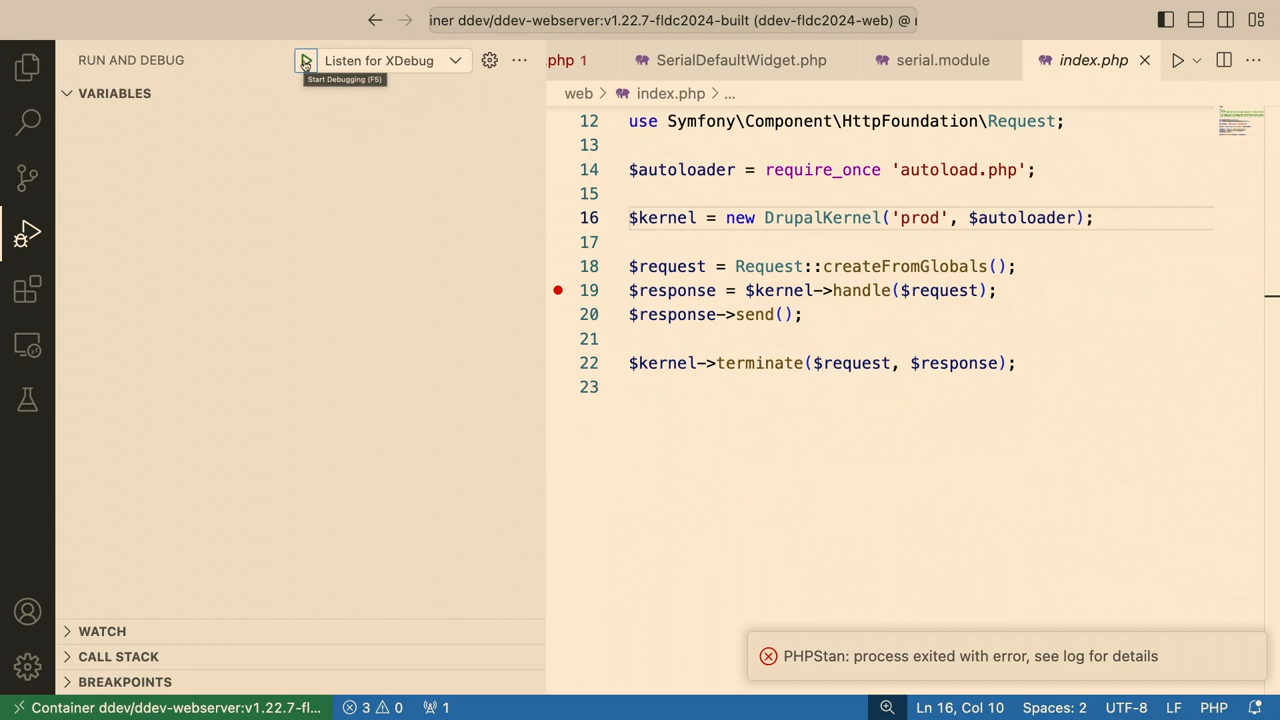 iner ddev/ddev-webserver:v1.22.7-fldc2024-built (ddev-fldc2024-web) @
RUN AND DEBUG
Listen for XDebug
Start Debugging (F5)
.php 1
SerialDefaultWidget.php
serial.module
index.php
VARIABLES
web > index.php > ...
12 use Symfony\Component\HttpFoundation\Request;
13
14 $autoloader = require_once 'autoload.php';
15
16 $kernel = new DrupalKernel('prod', $autoloader);
17
18 $request = Request::createFromGlobals();
19 $response = $kernel->handle($request);
20 $response->send();
21
22 $kernel->terminate($request, $response);
23
WATCH
CALL STACK
BREAKPOINTS
PHPStan: process exited with error, see log for details
Container ddev/ddev-webserver:v1.22.7-fl... 3 0 1 Ln 16, Col 10 Spaces: 2 UTF-8 LF PHP